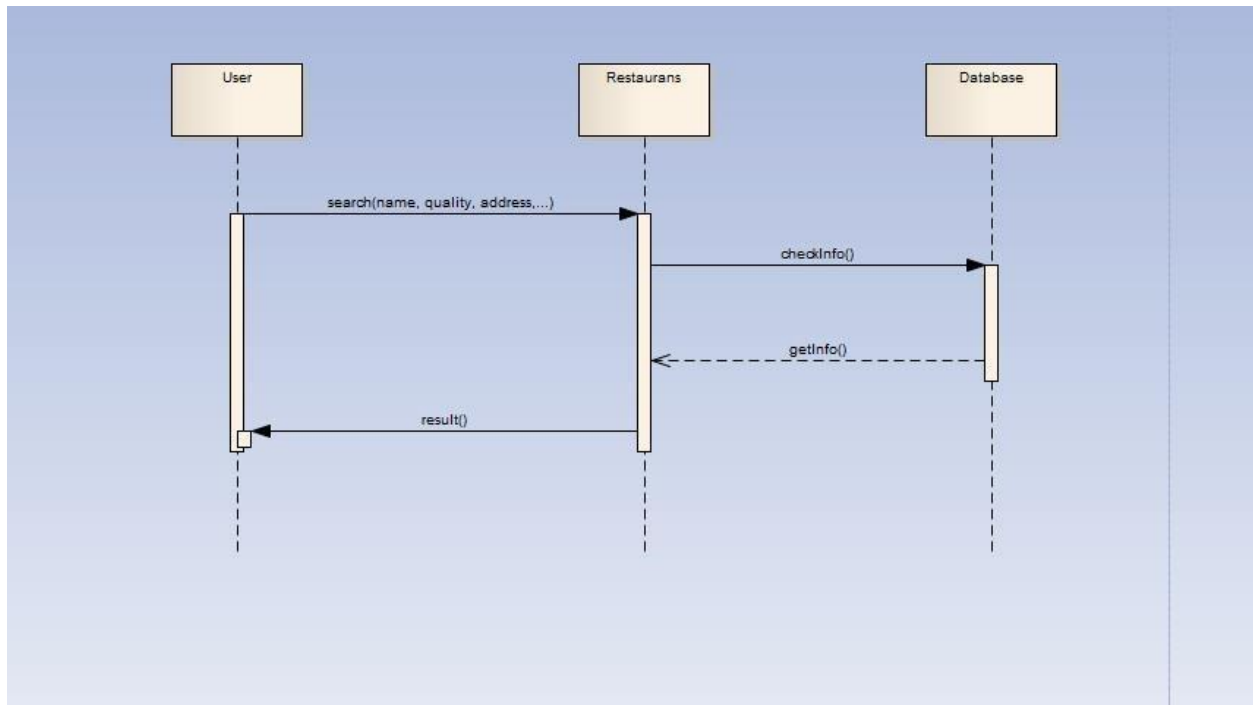 User
Restaurans
Database
search(name, quality, address,...)
checkInfo()
getInfo()
result()